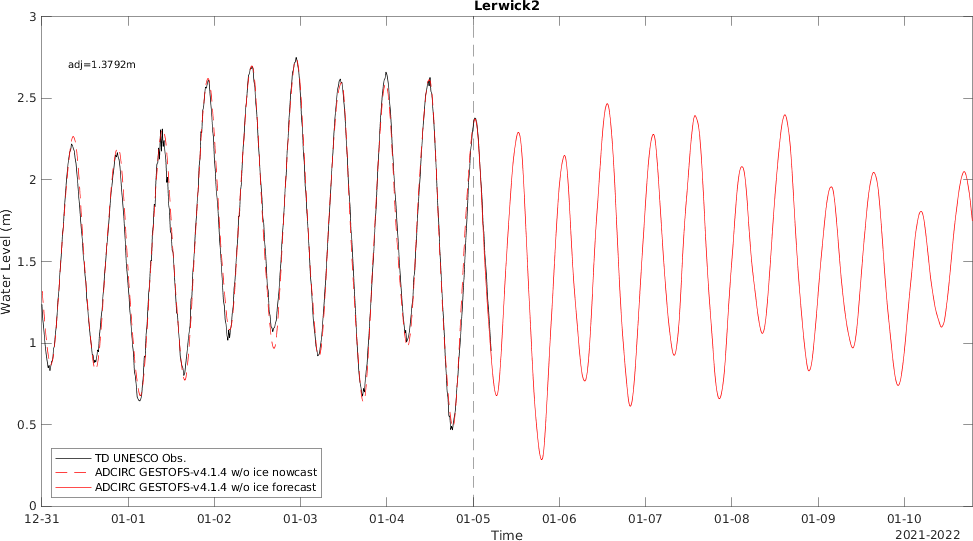 Lerwick2
adj=1.3792m
3
2.5
2
1.5
1
0.5
0
Water Level (m)
TD UNESCO Obs.
ADCIRC GESTOFS-v4.1.4 w/o ice nowcast
ADCIRC GESTOFS-v4.1.4 w/o ice forecast
12-31 01-01 01-02 01-03 01-04 01-05 01-06 01-07 01-08 01-09 01-10
Time
2021-2022